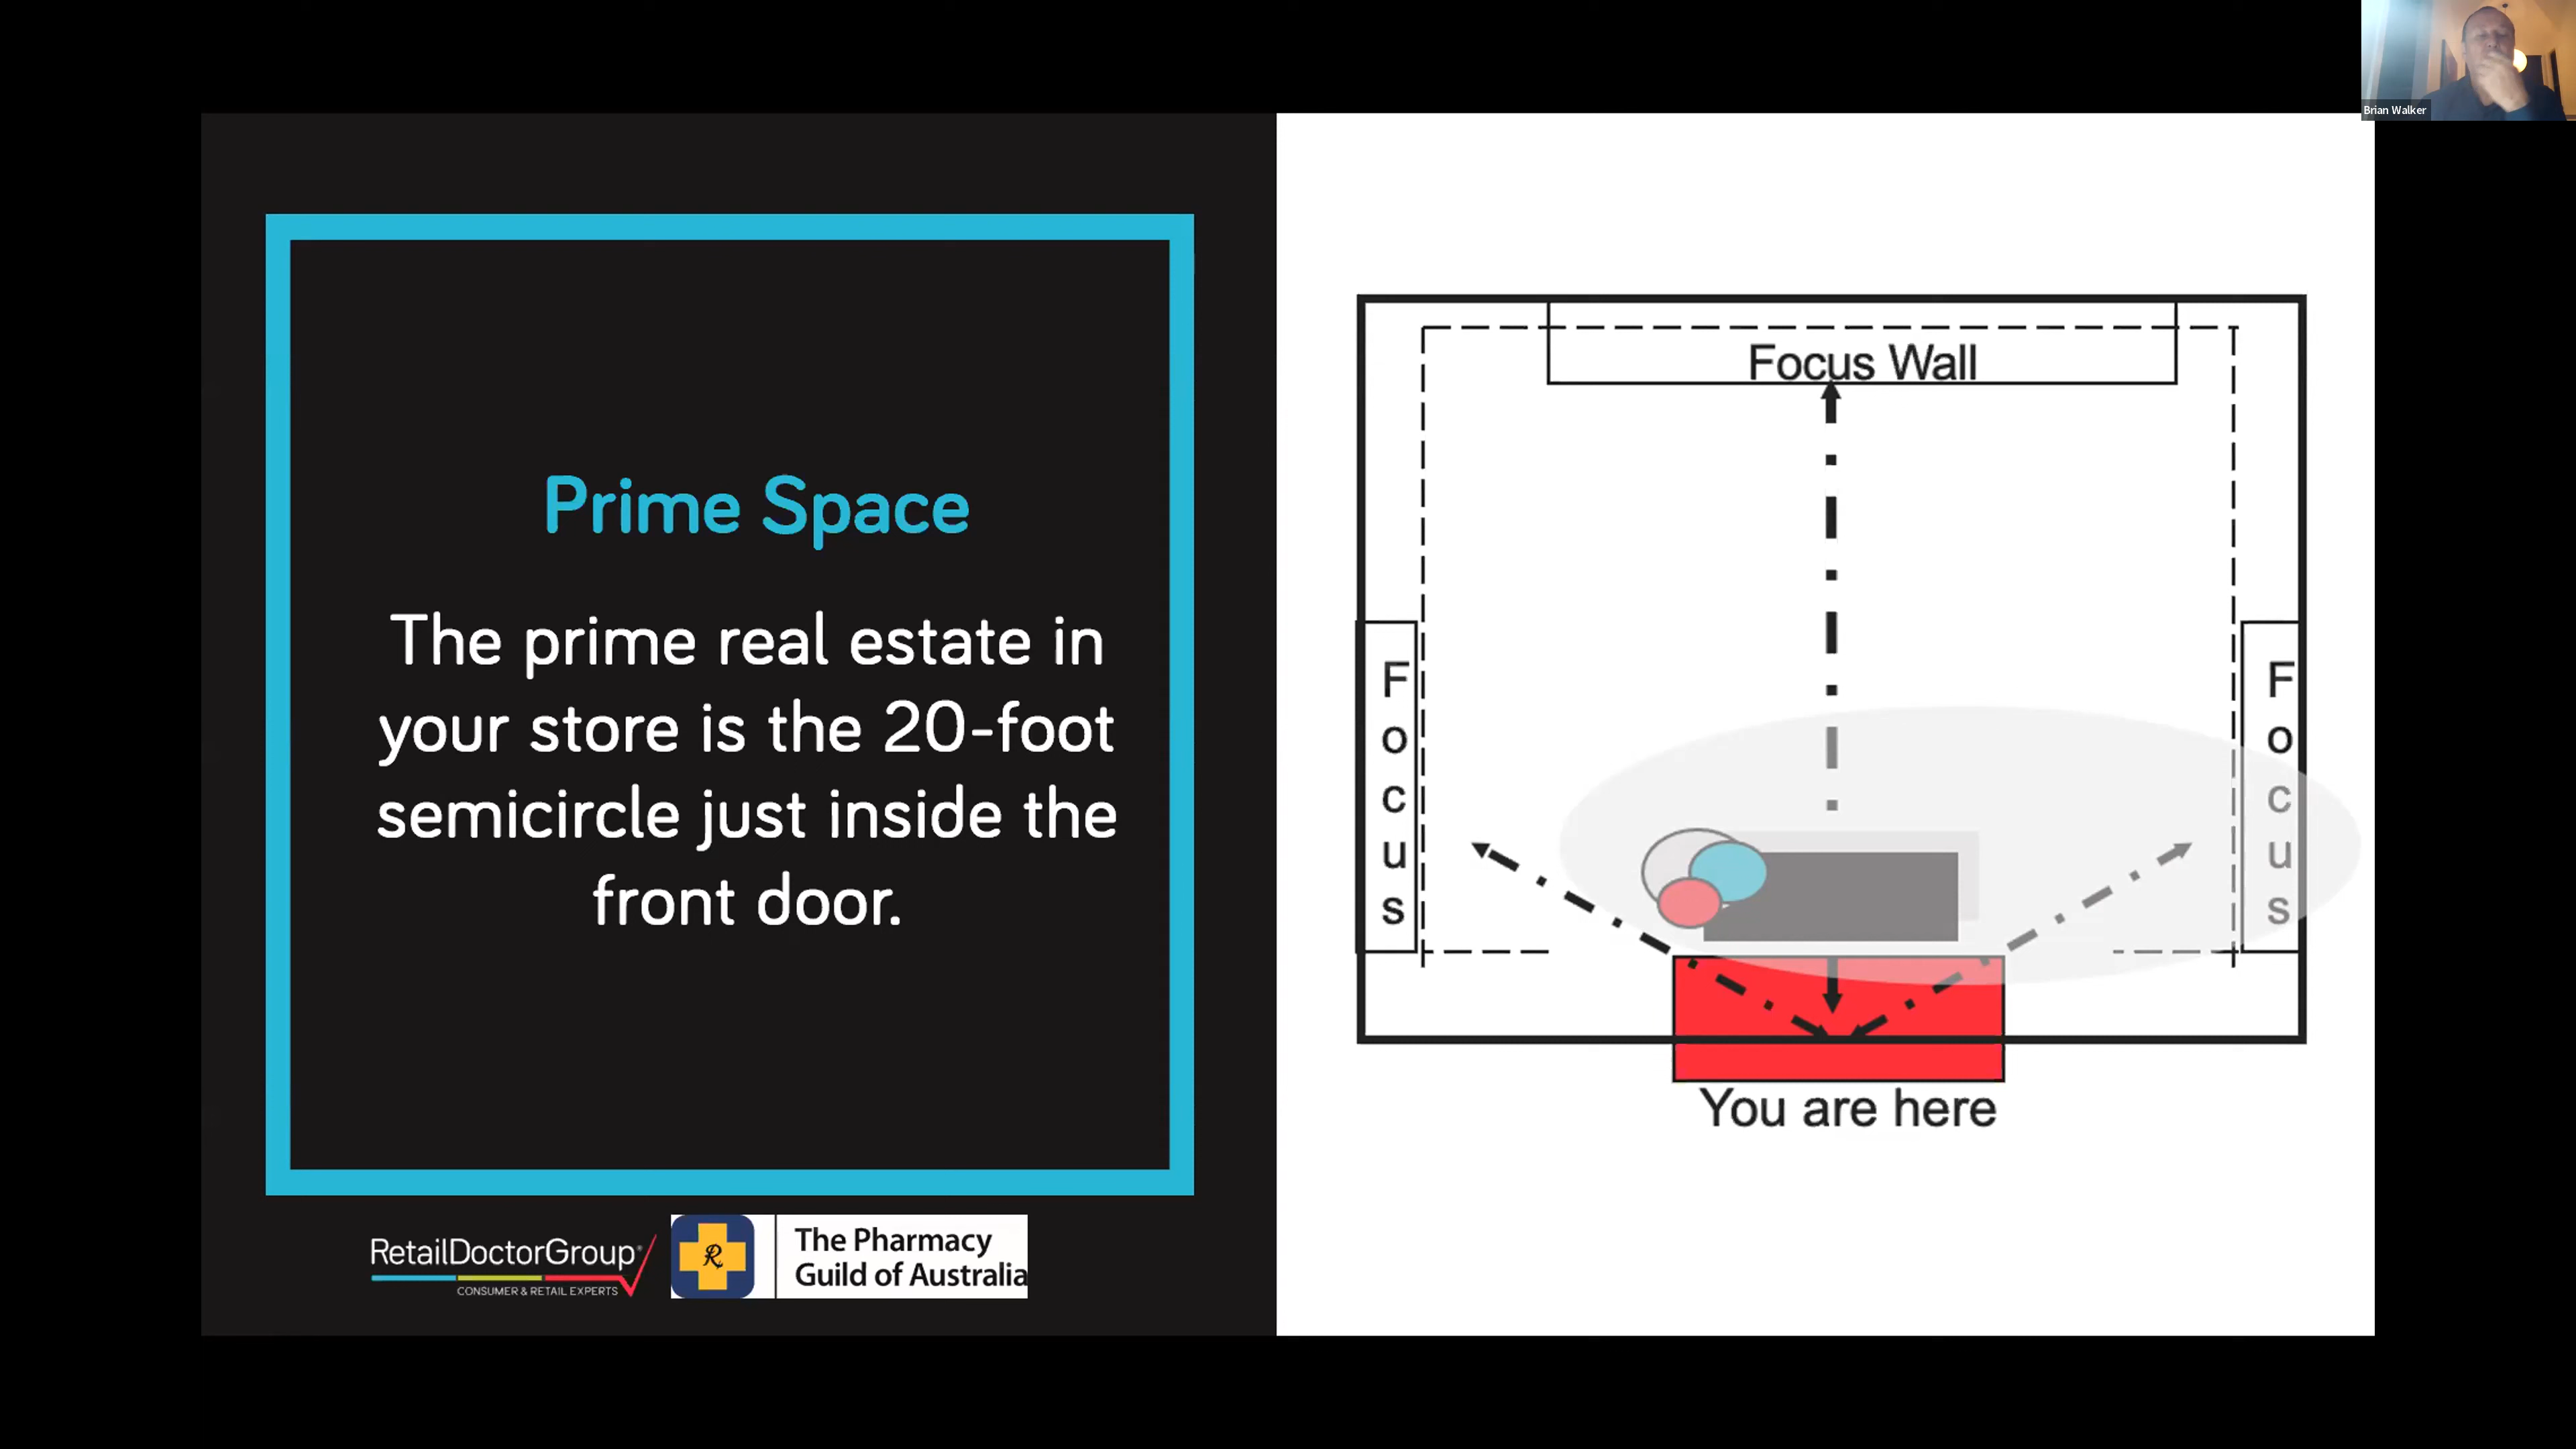 Brian Walker
Prime Space
The prime real estate in
your store is the 20-foot
semicircle just inside the
front door.
RetailDoctorGroup®
CONSUMER & RETAIL EXPERTS
R
The Pharmacy
Guild of Australia
Focus Wall
F
o
c
u
s
F
o
c
u
s
You are here